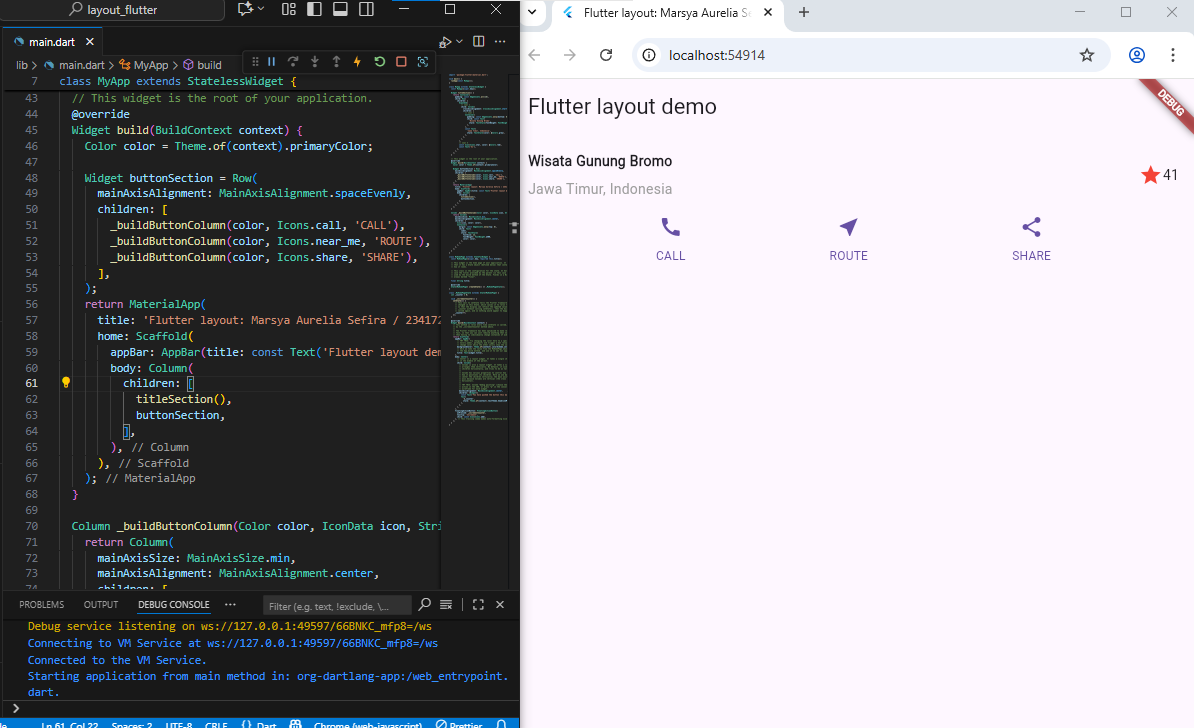 layout_flutter
main.dart
lib > main.dart > MyApp > build
7 class MyApp extends StatelessWidget {
43 // This widget is the root of your application.
44 @override
45 Widget build(BuildContext context) {
46 Color color = Theme.of(context).primaryColor;
47
48 Widget buttonSection = Row(
49 mainAxisAlignment: MainAxisAlignment.spaceEvenly,
50 children: [
51 _buildButtonColumn(color, Icons.call, 'CALL'),
52 _buildButtonColumn(color, Icons.near_me, 'ROUTE'),
53 _buildButtonColumn(color, Icons.share, 'SHARE'),
54 ],
55 );
56 return MaterialApp(
57 title: 'Flutter layout: Marsya Aurelia Sefira / 234172
58 home: Scaffold(
59 appBar: AppBar(title: const Text('Flutter layout dem
60 body: Column(
61 children: [
62 titleSection(),
63 buttonSection,
64 ],
65 ), // Column
66 ), // Scaffold
67 ); // MaterialApp
68 }
69
70 Column _buildButtonColumn(Color color, IconData icon, Stri
71 return Column(
72 mainAxisSize: MainAxisSize.min,
73 mainAxisAlignment: MainAxisAlignment.center,
74 children: [
PROBLEMS OUTPUT DEBUG CONSOLE ...
Filter (e.g. text, !exclude, \...
Debug service listening on ws://127.0.0.1:49597/66BNKC_mfp8=/ws
Connecting to VM Service at ws://127.0.0.1:49597/66BNKC_mfp8=/ws
Connected to the VM Service.
Starting application from main method in: org-dartlang-app:/web_entrypoint.
dart.
Ln 61, Col 22 Spaces: 2 UTF-8 CRLF {} Dart Chrome (web-javascript) Prettier
Flutter layout: Marsya Aurelia Se
localhost:54914
DEBUG
Flutter layout demo
Wisata Gunung Bromo
Jawa Timur, Indonesia
41
CALL ROUTE SHARE